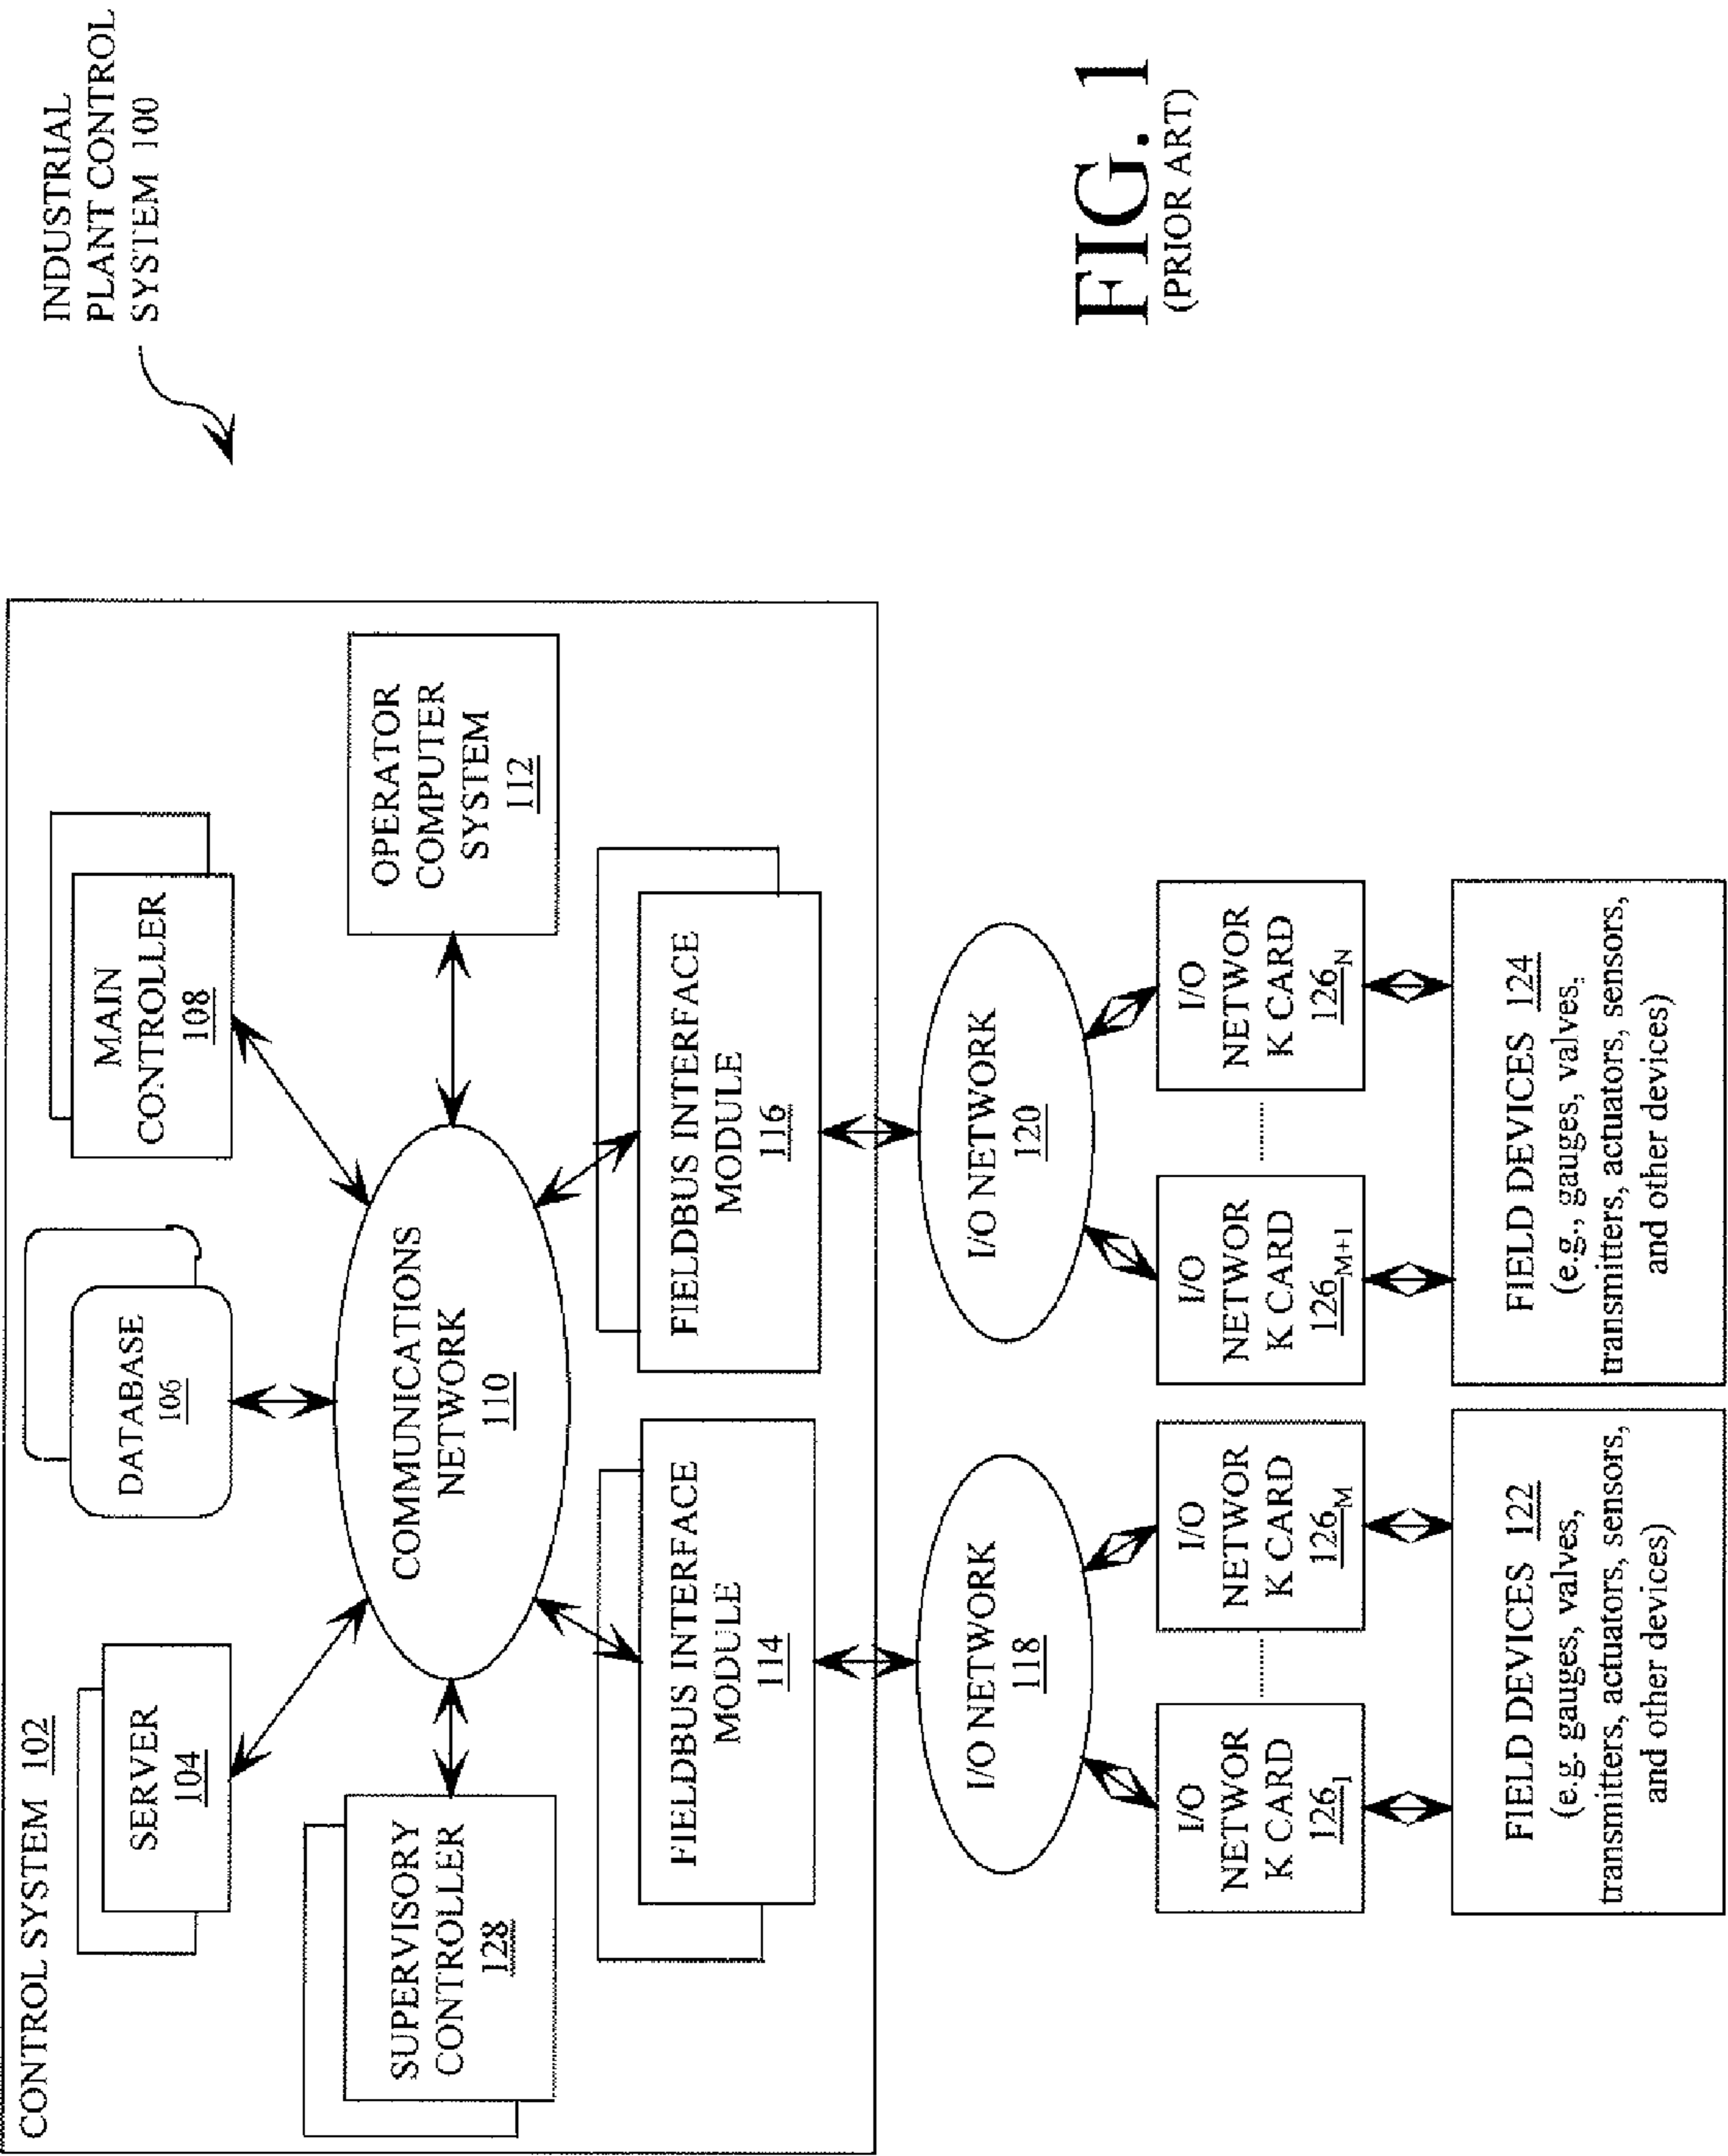 INDUSTRIAL
PLANT CONTROL
SYSTEM 100
CONTROL SYSTEM 102
SERVER
104
DATABASE
106
MAIN
CONTROLLER
108
SUPERVISORY
CONTROLLER
128
COMMUNICATIONS
NETWORK
110
OPERATOR
COMPUTER
SYSTEM
112
FIELDBUS INTERFACE
MODULE
114
FIELDBUS INTERFACE
MODULE
116
I/O NETWORK
118
I/O NETWORK
120
I/O
NETWOR
K CARD
126₁
I/O
NETWOR
K CARD
126M
I/O
NETWOR
K CARD
126M+1
I/O
NETWOR
K CARD
126N
FIELD DEVICES 122
(e.g. gauges, valves,
transmitters, actuators, sensors,
and other devices)
FIELD DEVICES 124
(e.g., gauges, valves,
transmitters, actuators, sensors,
and other devices)
FIG. 1
(PRIOR ART)